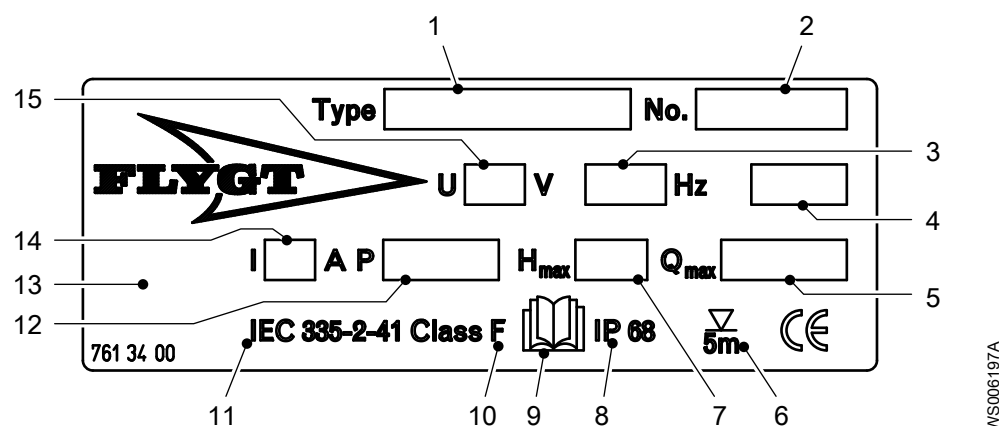 1 2
15 Type No. 3
FLYGT U V Hz
4
14 I A P Hmax Qmax
13 5
12
IEC 335-2-41 Class F IP 68 5m CE
761 34 00
11 10 9 8 7 6
WS006197A